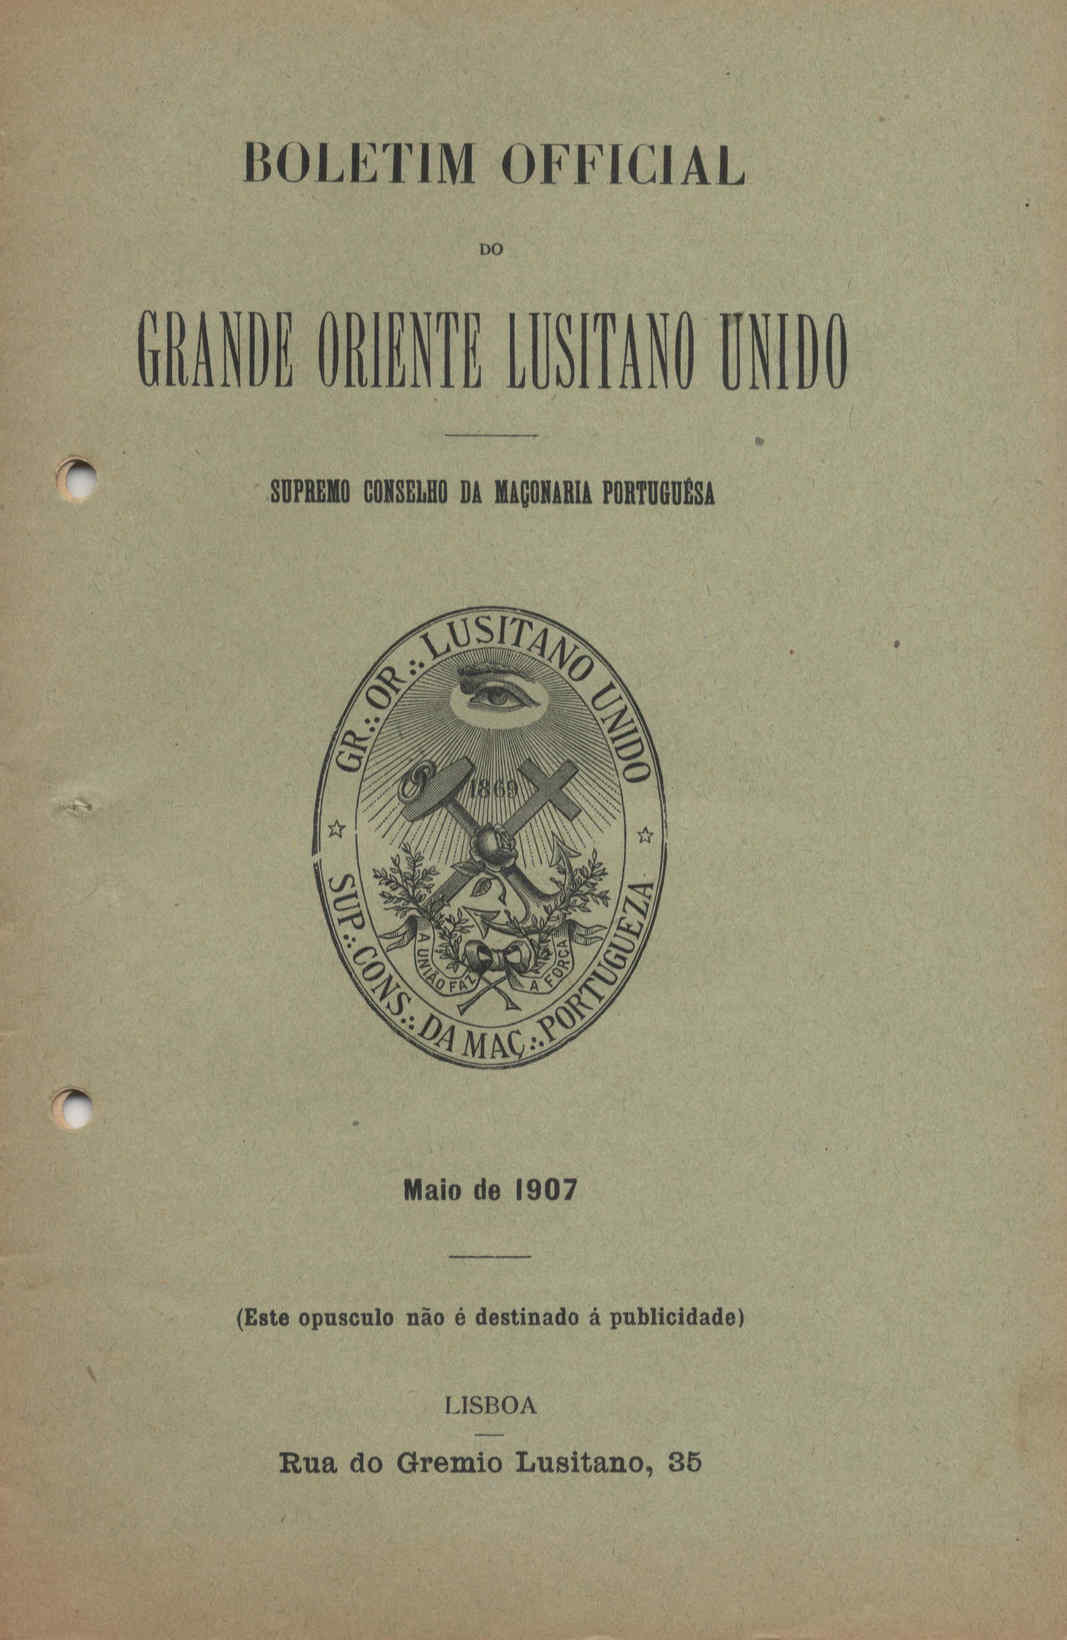 BOLETIM OFFICIAL
DO
GRANDE ORIENTE LUSITANO UNIDO
SUPREMO CONSELHO DA MAÇONARIA PORTUGUÊSA
GR.: OR.: LUSITANO UNIDO
1869
A UNIÃO FAZ A FORÇA
SUP.: CONS.: DA MAÇ.: PORTUGUEZA
Maio de 1907
(Este opusculo não é destinado á publicidade)
LISBOA
Rua do Gremio Lusitano, 35